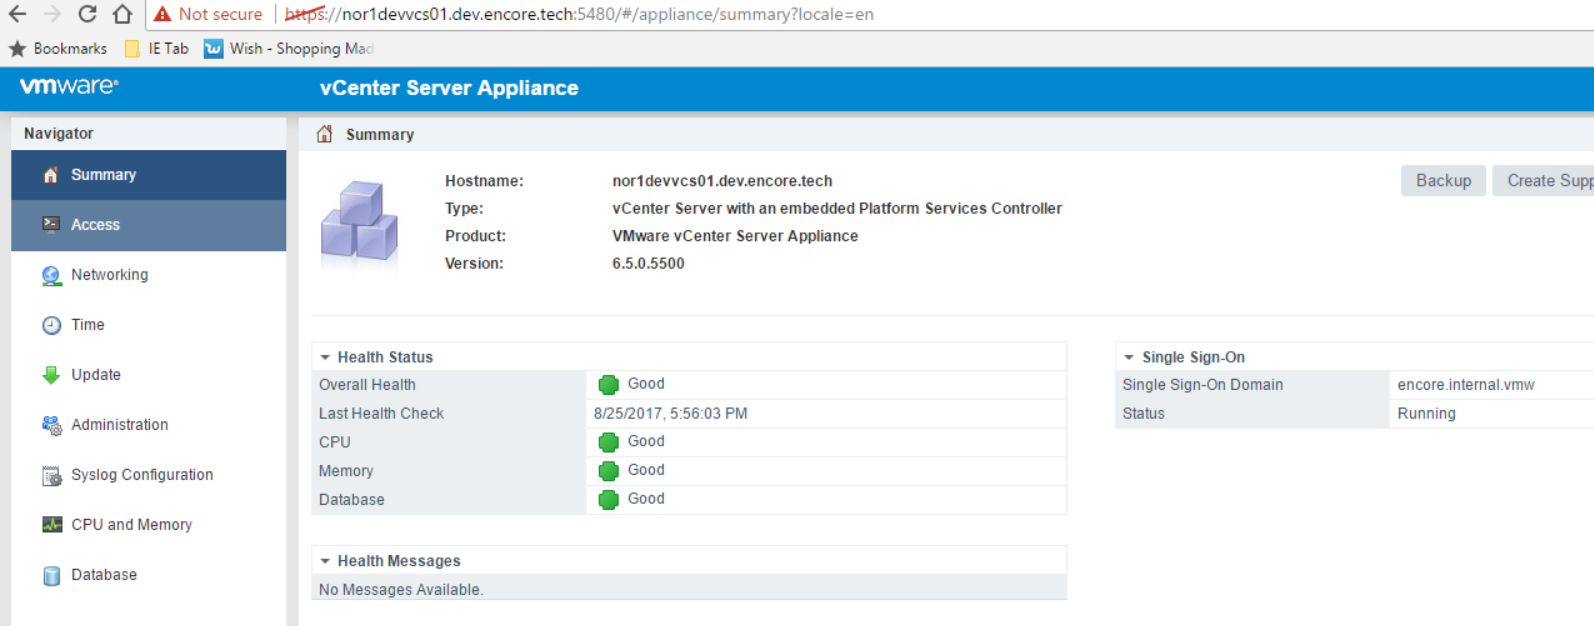 Not secure | https://nor1devvcs01.dev.encore.tech:5480/#/appliance/summary?locale=en
Bookmarks IE Tab Wish - Shopping Mad
vmware® vCenter Server Appliance
Navigator
Summary
Access
Networking
Time
Update
Administration
Syslog Configuration
CPU and Memory
Database
Summary
Hostname: nor1devvcs01.dev.encore.tech
Type: vCenter Server with an embedded Platform Services Controller
Product: VMware vCenter Server Appliance
Version: 6.5.0.5500
Backup Create Supp
Health Status
Overall Health Good
Last Health Check 8/25/2017, 5:56:03 PM
CPU Good
Memory Good
Database Good
Health Messages
No Messages Available.
Single Sign-On
Single Sign-On Domain encore.internal.vmw
Status Running